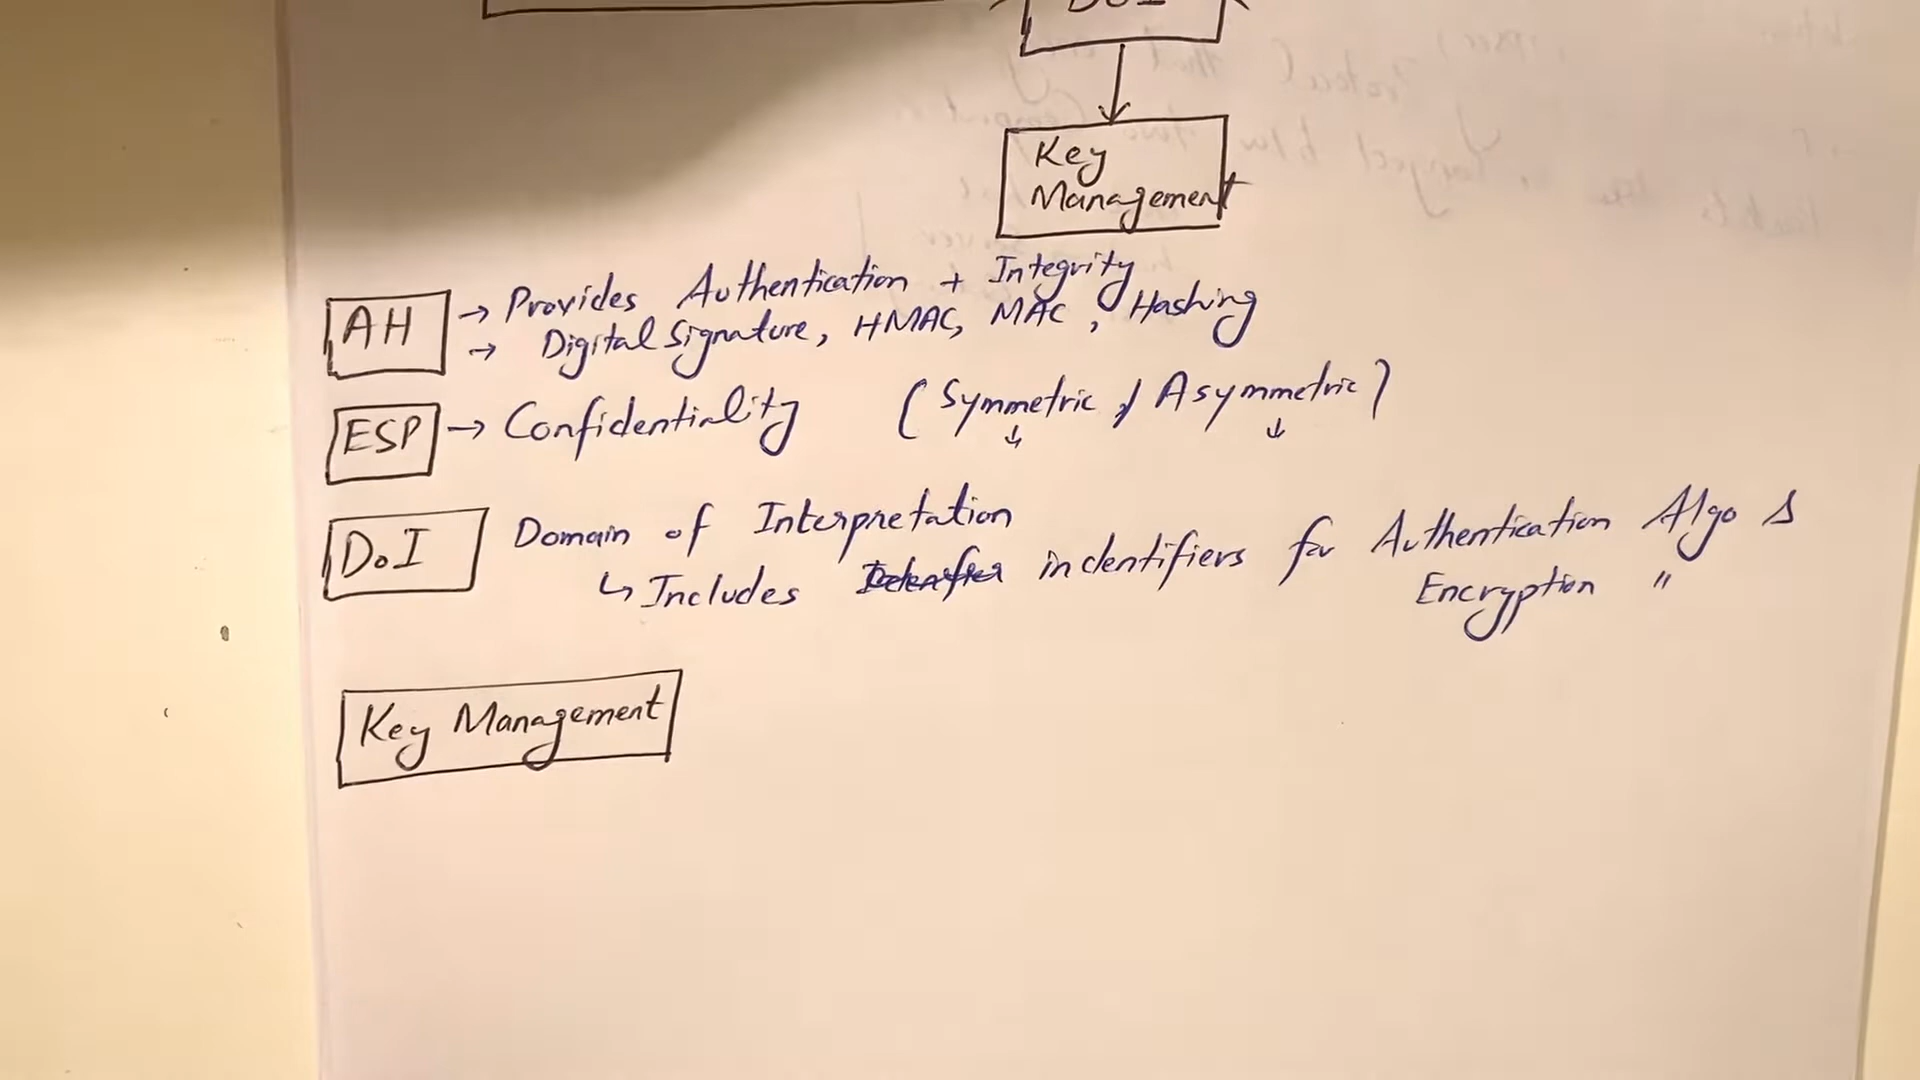 DOI
Key
Management
AH → Provides Authentication + Integrity
→ Digital Signature, HMAC, MAC, Hashing
ESP → Confidentiality ( Symmetric / Asymmetric )
DOI Domain of Interpretation
↳ Includes indentifiers for Authentication Algo &
Encryption "
Key Management